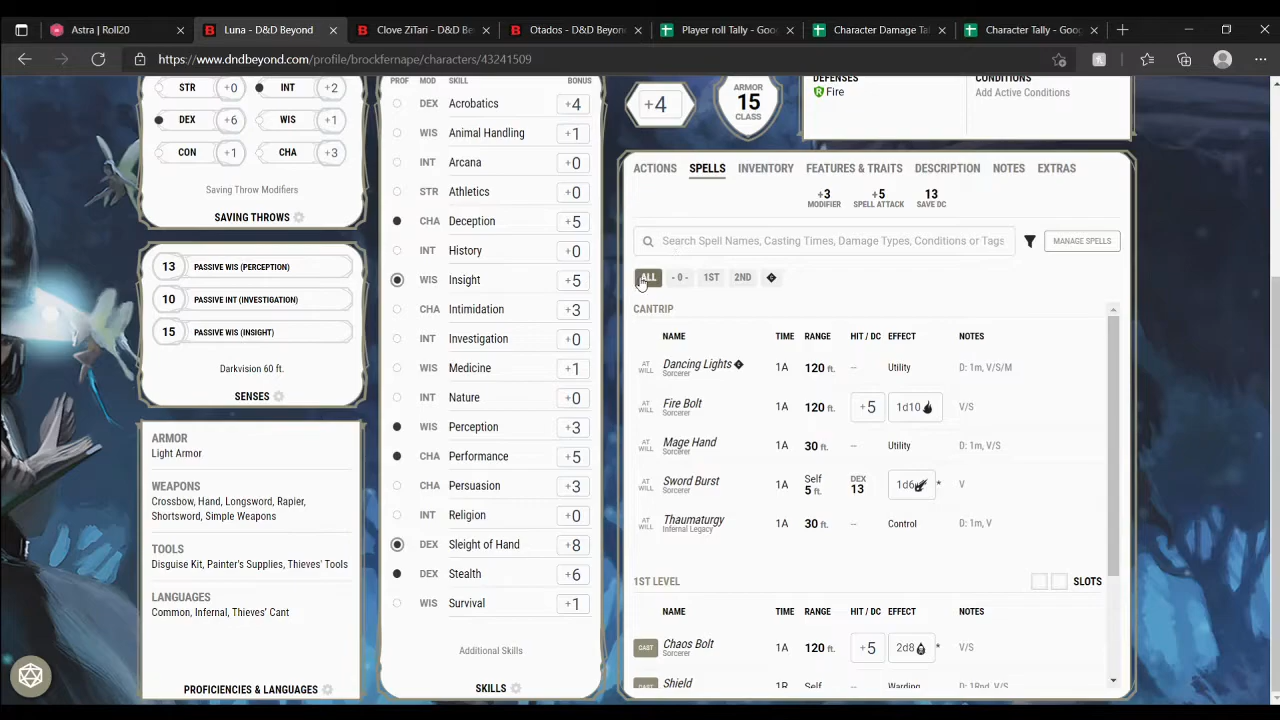 Astra | Roll20
Luna - D&D Beyond
Clove ZiTari - D&D Be
Otados - D&D Beyon
Player roll Tally - Goo
Character Damage Ta
Character Tally - Goo
https://www.dndbeyond.com/profile/brockfernape/characters/43241509
STR +0 INT +2
DEX +6 WIS +1
CON +1 CHA +3
Saving Throw Modifiers
SAVING THROWS
13 PASSIVE WIS (PERCEPTION)
10 PASSIVE INT (INVESTIGATION)
15 PASSIVE WIS (INSIGHT)
Darkvision 60 ft.
SENSES
ARMOR
Light Armor
WEAPONS
Crossbow, Hand, Longsword, Rapier,
Shortsword, Simple Weapons
TOOLS
Disguise Kit, Painter's Supplies, Thieves' Tools
LANGUAGES
Common, Infernal, Thieves' Cant
PROFICIENCIES & LANGUAGES
PROF MOD SKILL BONUS
DEX Acrobatics +4
WIS Animal Handling +1
INT Arcana +0
STR Athletics +0
CHA Deception +5
INT History +0
WIS Insight +5
CHA Intimidation +3
INT Investigation +0
WIS Medicine +1
INT Nature +0
WIS Perception +3
CHA Performance +5
CHA Persuasion +3
INT Religion +0
DEX Sleight of Hand +8
DEX Stealth +6
WIS Survival +1
Additional Skills
SKILLS
+4
ARMOR
15
CLASS
DEFENSES
Fire
CONDITIONS
Add Active Conditions
ACTIONS SPELLS INVENTORY FEATURES & TRAITS DESCRIPTION NOTES EXTRAS
+3 +5 13
MODIFIER SPELL ATTACK SAVE DC
Search Spell Names, Casting Times, Damage Types, Conditions or Tags
MANAGE SPELLS
ALL - 0 - 1ST 2ND
CANTRIP
NAME TIME RANGE HIT / DC EFFECT NOTES
AT WILL Dancing Lights 1A 120 ft. -- Utility D: 1m, V/S/M
Sorcerer
AT WILL Fire Bolt 1A 120 ft. +5 1d10 V/S
Sorcerer
AT WILL Mage Hand 1A 30 ft. -- Utility D: 1m, V/S
Sorcerer
AT WILL Sword Burst 1A Self 5 ft. DEX 13 1d6 * V
Sorcerer
AT WILL Thaumaturgy 1A 30 ft. -- Control D: 1m, V
Infernal Legacy
1ST LEVEL SLOTS
NAME TIME RANGE HIT / DC EFFECT NOTES
CAST Chaos Bolt 1A 120 ft. +5 2d8 * V/S
Sorcerer
CAST Shield 1R Self -- Warding D: 1Rnd, V/S